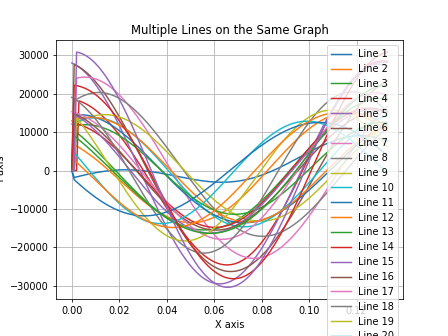 Multiple Lines on the Same Graph
30000
20000
10000
0
−10000
−20000
−30000
0.00
0.02
0.04
0.06
0.08
0.10
X axis
Line 1
Line 2
Line 3
Line 4
Line 5
Line 6
Line 7
Line 8
Line 9
Line 10
Line 11
Line 12
Line 13
Line 14
Line 15
Line 16
Line 17
Line 18
Line 19
Line 20